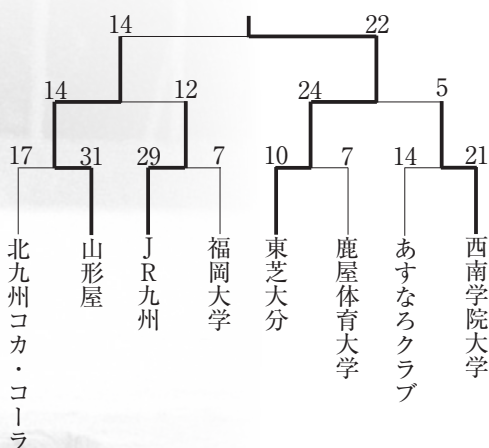 14 22
14 12 24 5
17 31 29 7 10 7 14 21
北九州コカ・コーラ
山形屋
JR九州
福岡大学
東芝大分
鹿屋体育大学
あすなろクラブ
西南学院大学